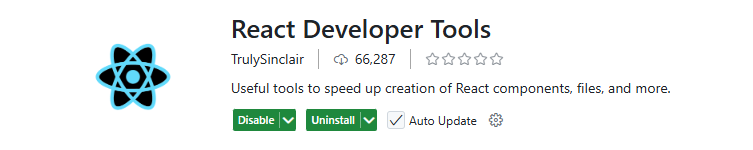 React Developer Tools
TrulySinclair 66,287
Useful tools to speed up creation of React components, files, and more.
Disable Uninstall Auto Update